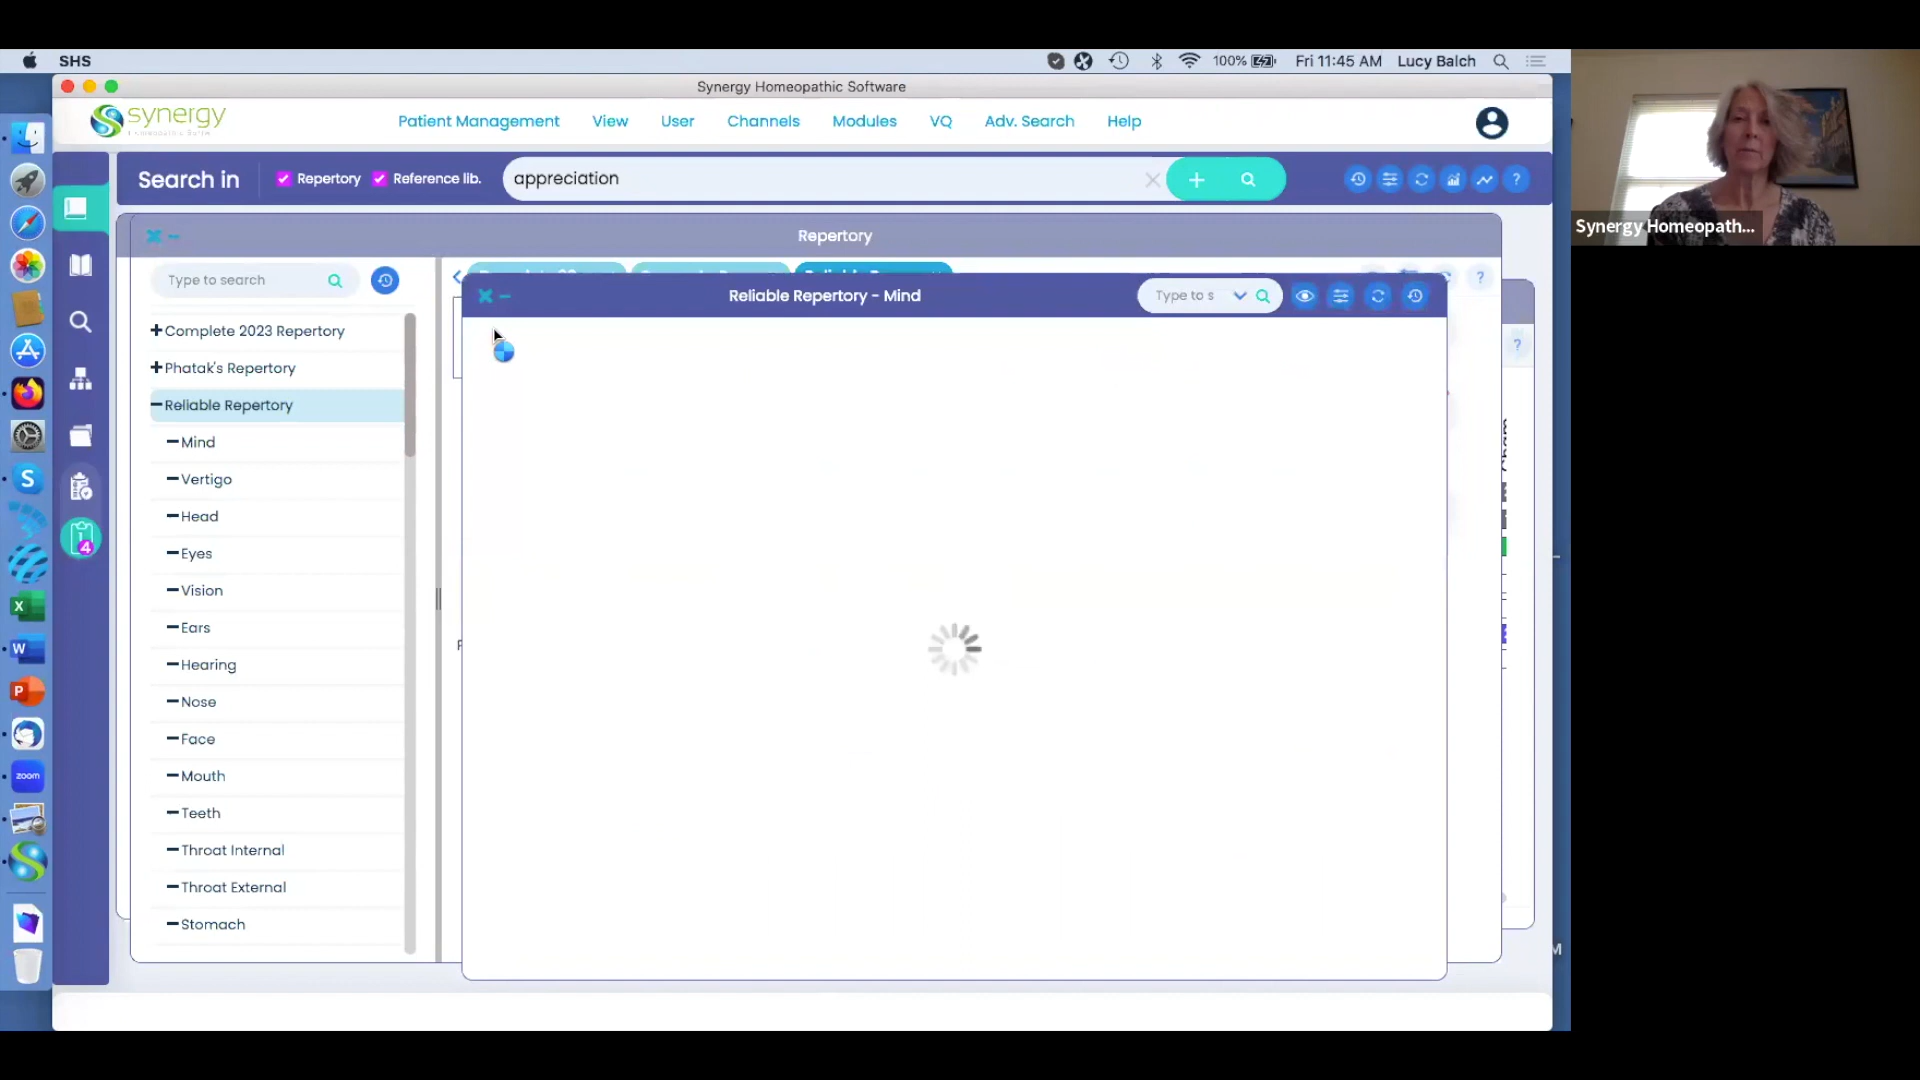 SHS
100%
Fri 11:45 AM
Lucy Balch
Synergy Homeopathic Software
synergy
Patient Management
View
User
Channels
Modules
VQ
Adv. Search
Help
Search in
Repertory
Reference lib.
appreciation
?
Synergy Homeopath...
Repertory
Type to search
?
Reliable Repertory - Mind
Type to s
Complete 2023 Repertory
?
Phatak's Repertory
Reliable Repertory
Mind
Vertigo
Head
Eyes
Vision
Ears
Hearing
Nose
Face
Mouth
Teeth
Throat Internal
Throat External
Stomach
4
S
X
W
P
zoom
M